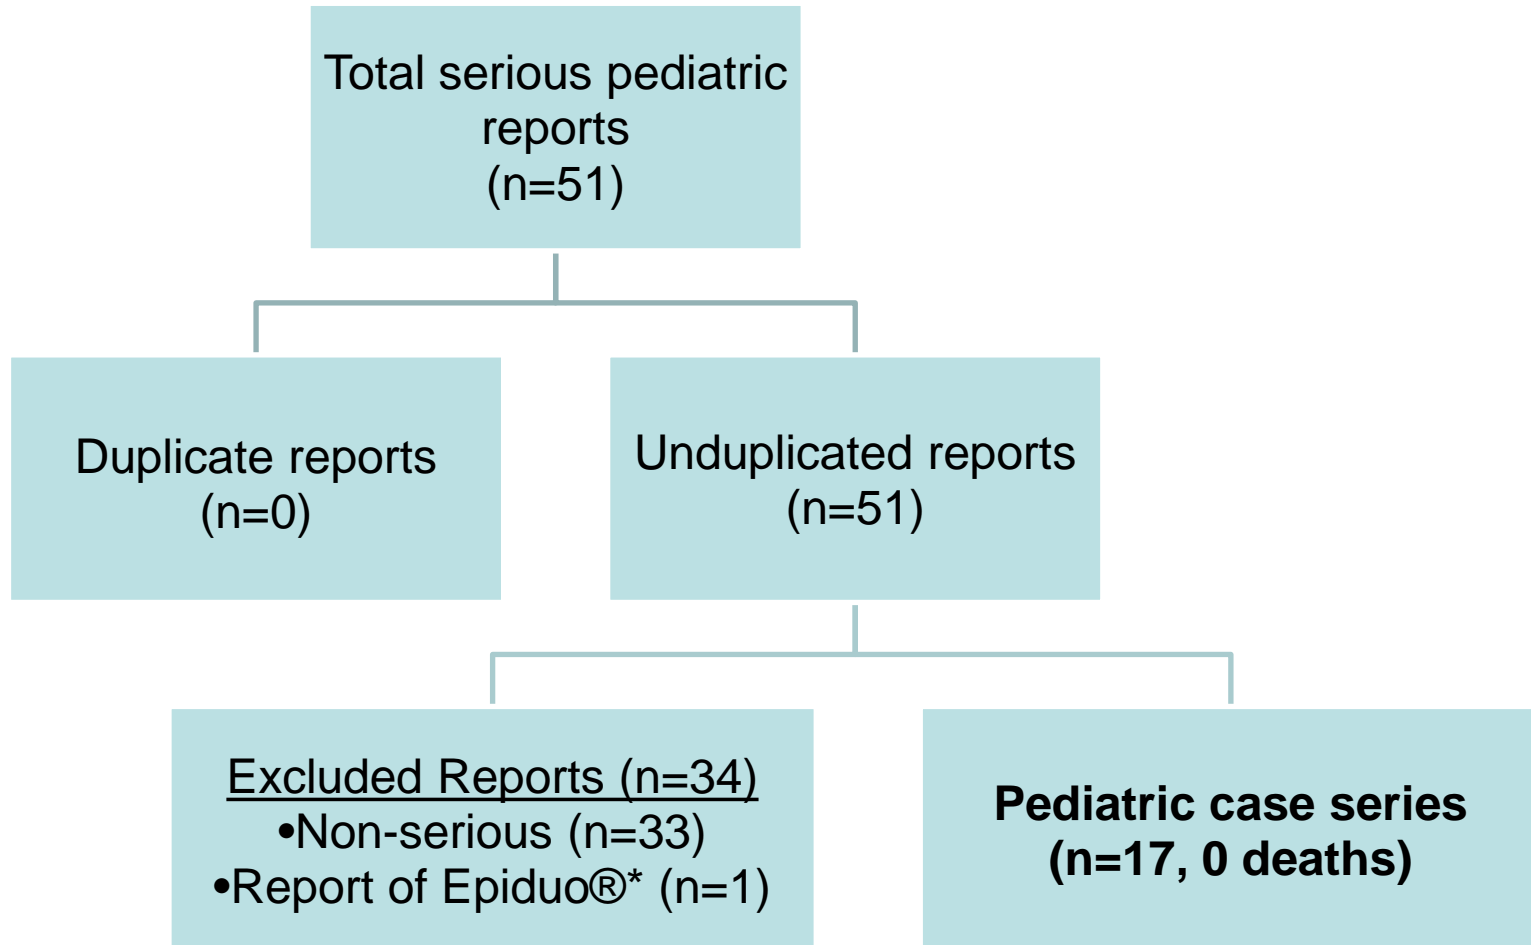 Total serious pediatric
reports
(n=51)
Duplicate reports
(n=0)
Unduplicated reports
(n=51)
Excluded Reports (n=34)
•Non-serious (n=33)
•Report of Epiduo®* (n=1)
Pediatric case series
(n=17, 0 deaths)